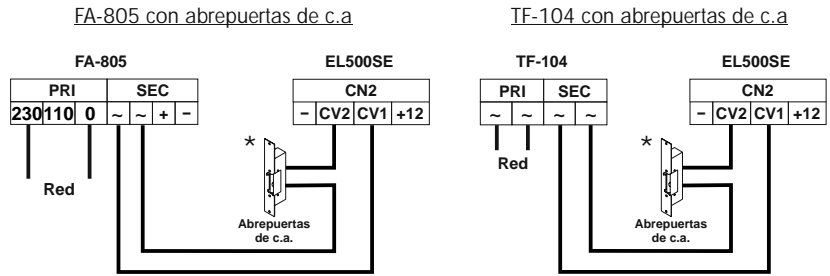 FA-805 con abrepuertas de c.a
FA-805
PRI SEC
230 110 0 ~ ~ + −
Red
EL500SE
CN2
− CV2 CV1 +12
*
Abrepuertas
de c.a.
TF-104 con abrepuertas de c.a
TF-104
PRI SEC
~ ~ ~ ~
Red
EL500SE
CN2
− CV2 CV1 +12
*
Abrepuertas
de c.a.